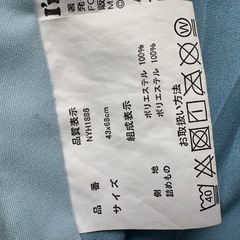 品質表示
品 番 NYH1888
サイズ 43x68cm
組成表示
側 地 ポリエステル 100%
詰めもの ポリエステル 100%
お取り扱い方法
40
W